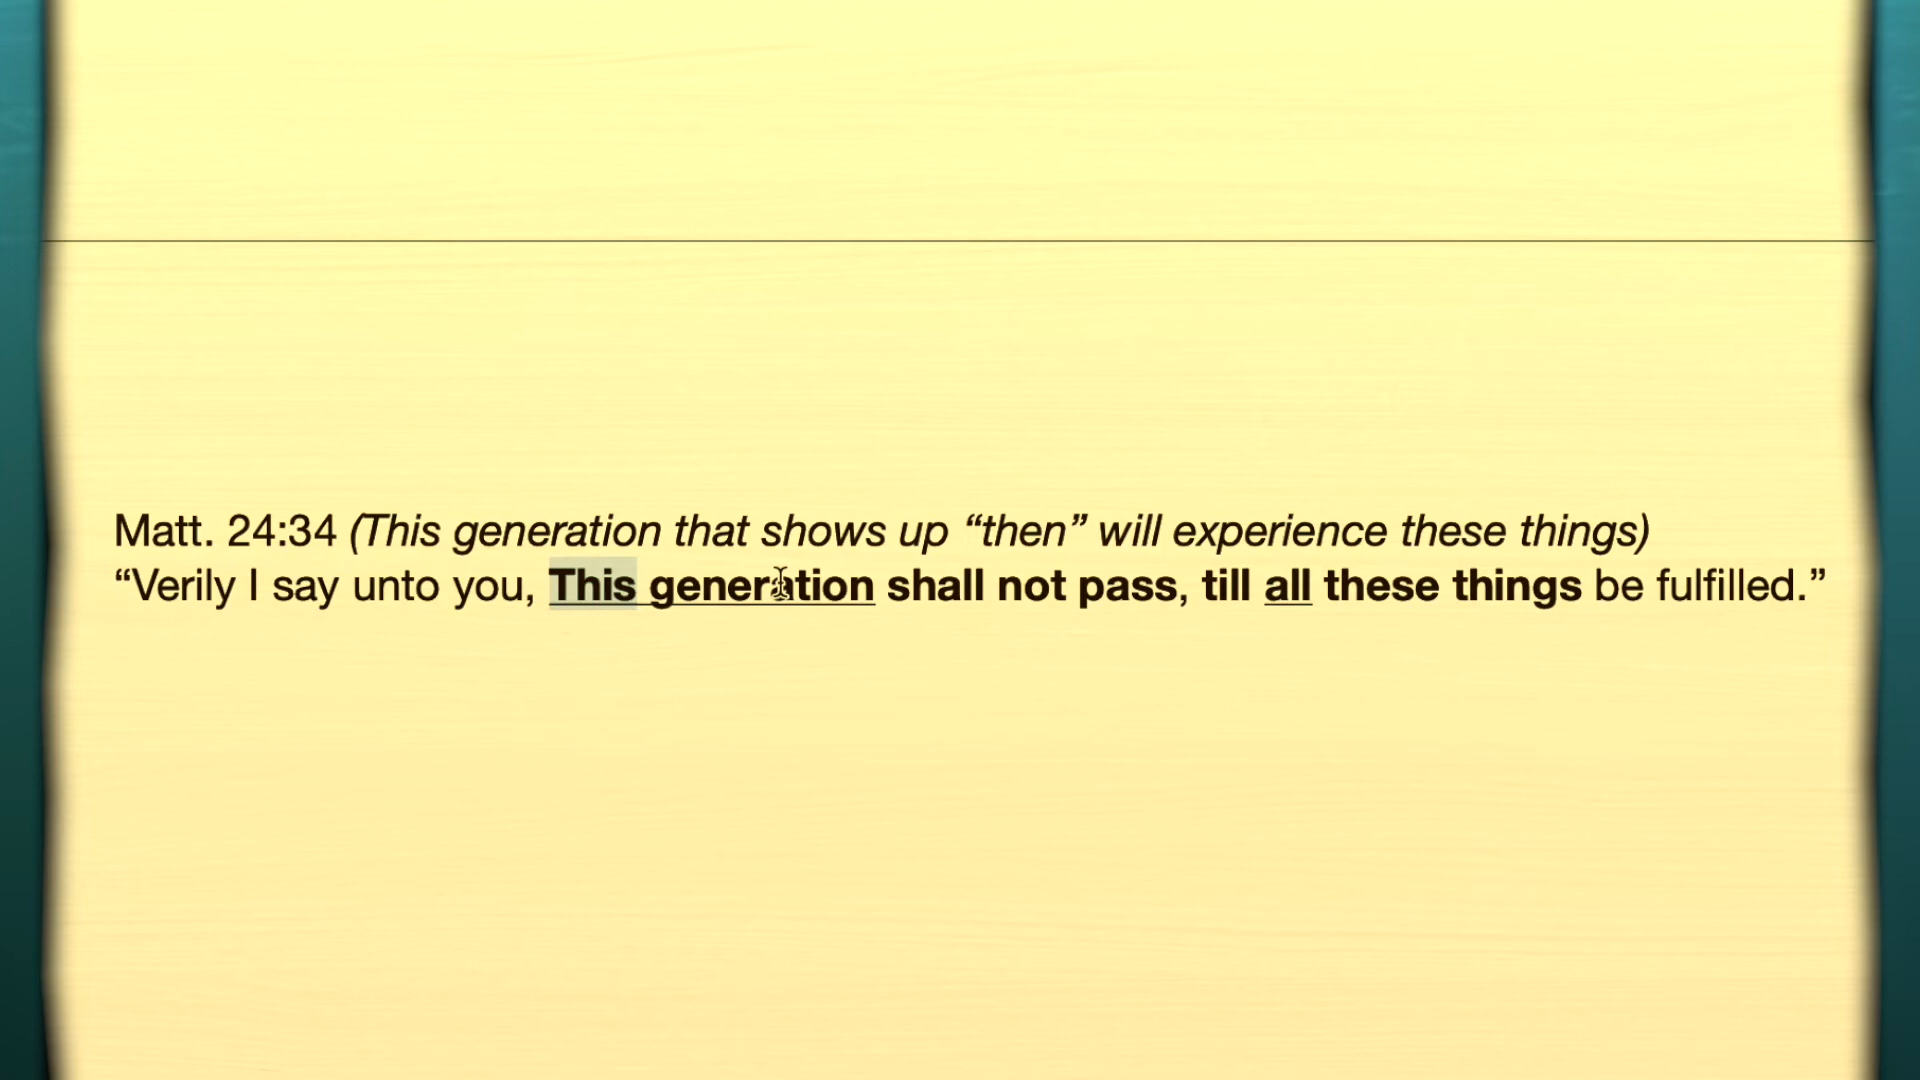 Matt. 24:34 (This generation that shows up “then” will experience these things)
“Verily I say unto you, This generation shall not pass, till all these things be fulfilled.”